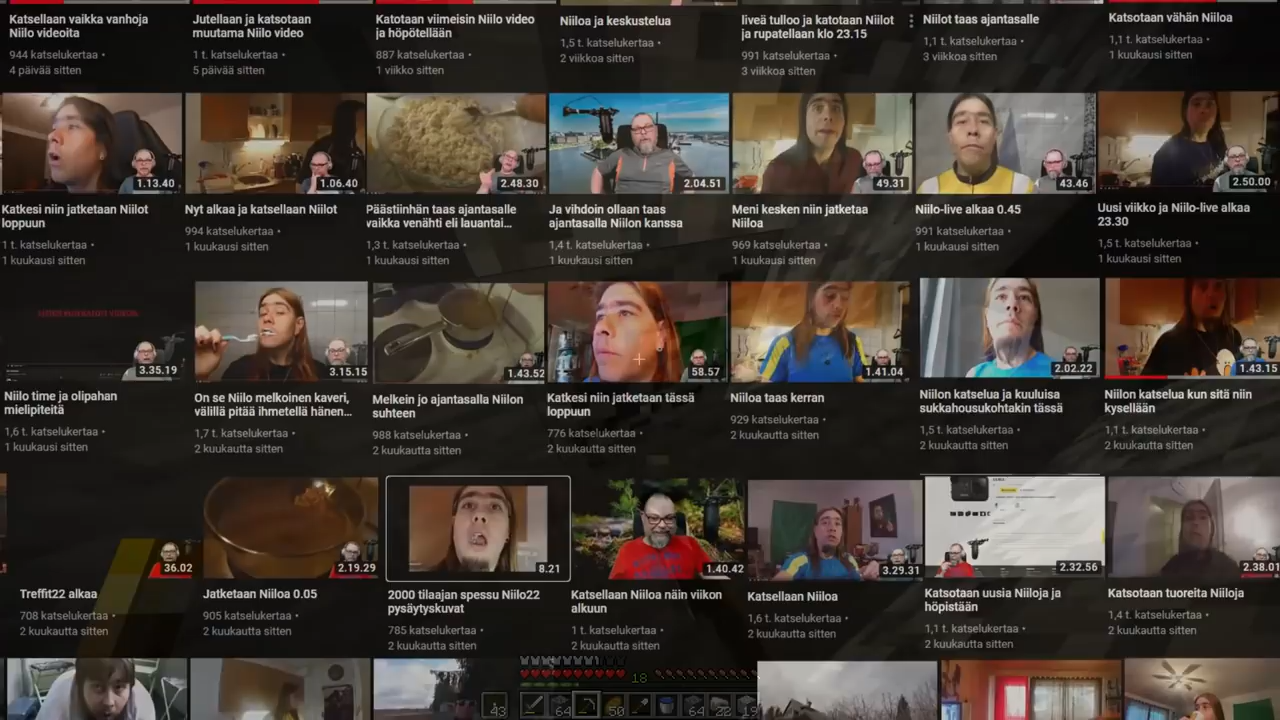 Katsellaan vaikka vanhoja
Niilo videoita
944 katselukertaa •
4 päivää sitten
Jutellaan ja katsotaan
muutama Niilo video
1 t. katselukertaa •
5 päivää sitten
Katotaan viimeisin Niilo video
ja höpötellään
887 katselukertaa •
1 viikko sitten
Niiloa ja keskustelua
1,5 t. katselukertaa •
2 viikkoa sitten
liveä tulloo ja katotaan Niilot
ja rupatellaan klo 23.15
991 katselukertaa •
3 viikkoa sitten
Niilot taas ajantasalle
1,1 t. katselukertaa •
3 viikkoa sitten
Katsotaan vähän Niiloa
1,1 t. katselukertaa •
1 kuukausi sitten
1.13.40
Katkesi niin jatketaan Niilot
loppuun
1 t. katselukertaa •
1 kuukausi sitten
1.06.40
Nyt alkaa ja katsellaan Niilot
994 katselukertaa •
1 kuukausi sitten
2.48.30
Päästiinhän taas ajantasalle
vaikka venähti eli lauantai...
1,3 t. katselukertaa •
1 kuukausi sitten
2.04.51
Ja vihdoin ollaan taas
ajantasalla Niilon kanssa
1,4 t. katselukertaa •
1 kuukausi sitten
49.31
Meni kesken niin jatketaa
Niiloa
969 katselukertaa •
1 kuukausi sitten
43.46
Niilo-live alkaa 0.45
991 katselukertaa •
1 kuukausi sitten
2.50.00
Uusi viikko ja Niilo-live alkaa
23.30
1,5 t. katselukertaa •
1 kuukausi sitten
3.35.19
Niilo time ja olipahan
mielipiteitä
1,6 t. katselukertaa •
1 kuukausi sitten
3.15.15
On se Niilo melkoinen kaveri,
välillä pitää ihmetellä hänen...
1,7 t. katselukertaa •
2 kuukautta sitten
1.43.52
Melkein jo ajantasalla Niilon
suhteen
988 katselukertaa •
2 kuukautta sitten
58.57
Katkesi niin jatketaan tässä
loppuun
776 katselukertaa •
2 kuukautta sitten
1.41.04
Niiloa taas kerran
929 katselukertaa •
2 kuukautta sitten
2.02.22
Niilon katselua ja kuuluisa
sukkahousukohtakin tässä
1,5 t. katselukertaa •
2 kuukautta sitten
1.43.15
Niilon katselua kun sitä niin
kysellään
1,1 t. katselukertaa •
2 kuukautta sitten
36.02
Treffit22 alkaa
708 katselukertaa •
2 kuukautta sitten
2.19.29
Jatketaan Niiloa 0.05
905 katselukertaa •
2 kuukautta sitten
8.21
2000 tilaajan spessu Niilo22
pysäytyskuvat
785 katselukertaa •
2 kuukautta sitten
1.40.42
Katsellaan Niiloa näin viikon
alkuun
1 t. katselukertaa •
2 kuukautta sitten
3.29.31
Katsellaan Niiloa
1,6 t. katselukertaa •
2 kuukautta sitten
2.32.56
Katsotaan uusia Niiloja ja
höpistään
1,1 t. katselukertaa •
2 kuukautta sitten
2.38.01
Katsotaan tuoreita Niiloja
1,4 t. katselukertaa •
2 kuukautta sitten
18
43
64
50
64
22
19